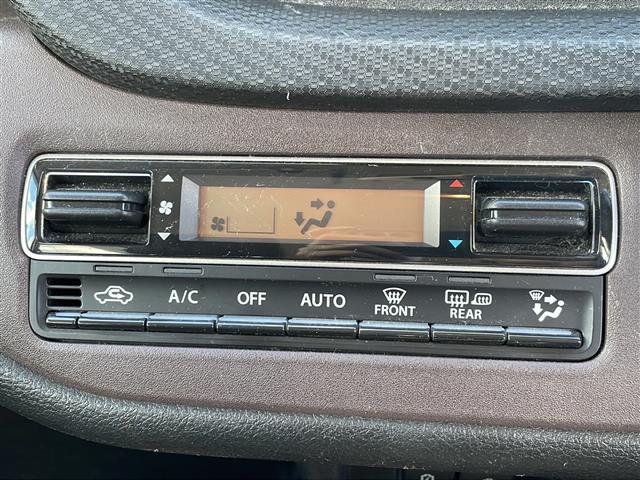 A/C OFF AUTO FRONT REAR